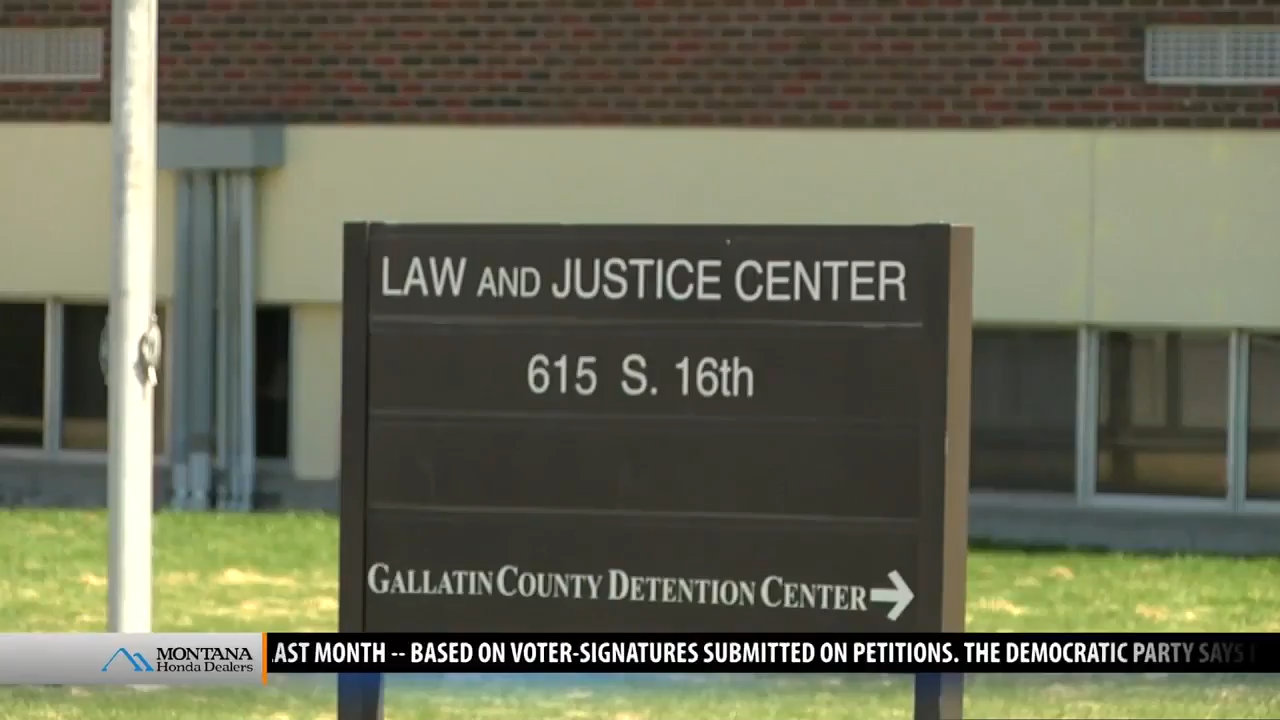 LAW AND JUSTICE CENTER
615 S. 16th
GALLATIN COUNTY DETENTION CENTER
MONTANA
Honda Dealers
AST MONTH -- BASED ON VOTER-SIGNATURES SUBMITTED ON PETITIONS. THE DEMOCRATIC PARTY SAYS